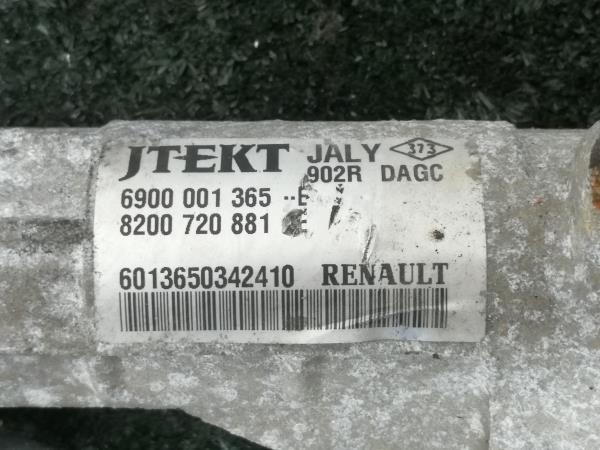 JTEKT JALY 373
902R DAGC
6900 001 365
8200 720 881
6013650342410 RENAULT